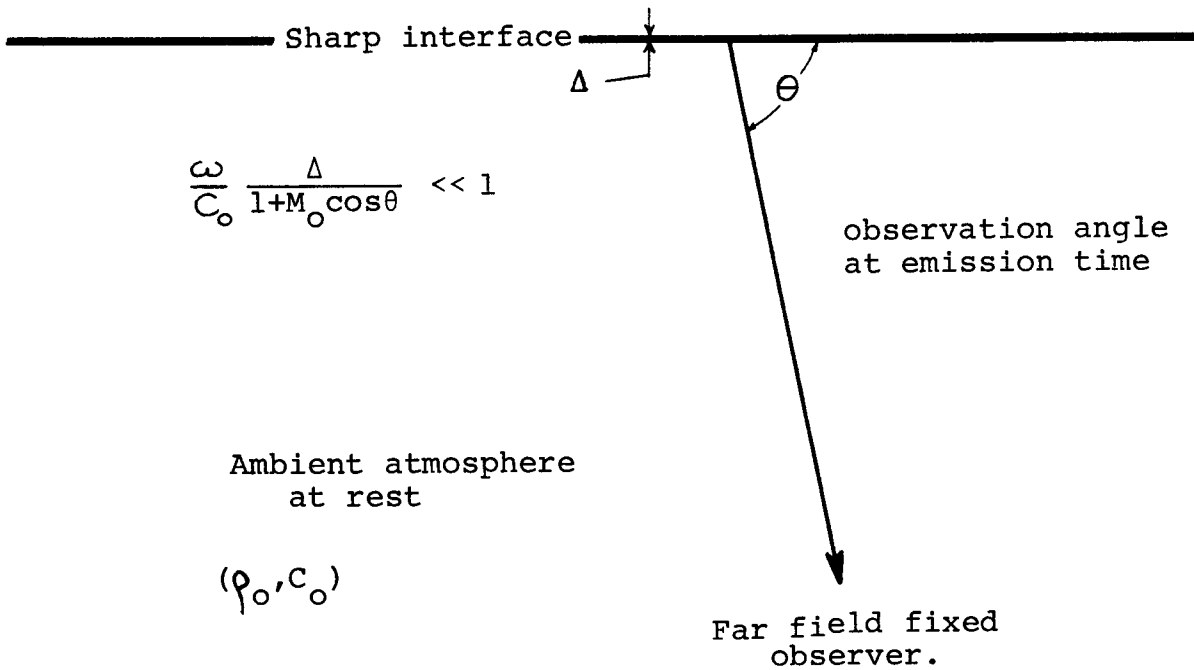 Sharp interface
Δ
θ
ω/C₀ Δ/(1+M₀cosθ) << 1
observation angle
at emission time
Ambient atmosphere
at rest
(ρ₀,C₀)
Far field fixed
observer.